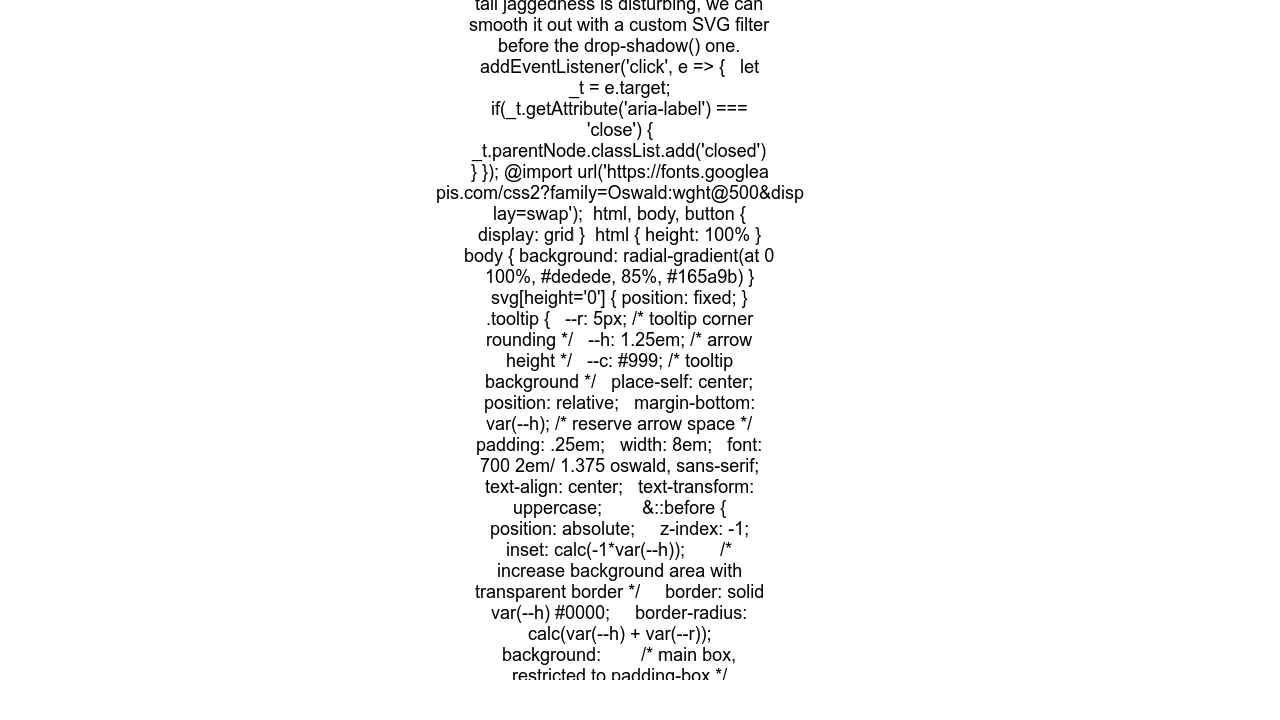 tail jaggedness is disturbing, we can
smooth it out with a custom SVG filter
before the drop-shadow() one.
addEventListener('click', e => {   let
_t = e.target;
if(_t.getAttribute('aria-label') ===
'close') {
_t.parentNode.classList.add('closed')
} }); @import url('https://fonts.googlea
pis.com/css2?family=Oswald:wght@500&disp
lay=swap');  html, body, button {
display: grid }  html { height: 100% }
body { background: radial-gradient(at 0
100%, #dedede, 85%, #165a9b) }
svg[height='0'] { position: fixed; }
.tooltip {   --r: 5px; /* tooltip corner
rounding */   --h: 1.25em; /* arrow
height */   --c: #999; /* tooltip
background */   place-self: center;
position: relative;   margin-bottom:
var(--h); /* reserve arrow space */
padding: .25em;   width: 8em;   font:
700 2em/ 1.375 oswald, sans-serif;
text-align: center;   text-transform:
uppercase;        &::before {
position: absolute;     z-index: -1;
inset: calc(-1*var(--h));       /*
increase background area with
transparent border */     border: solid
var(--h) #0000;     border-radius:
calc(var(--h) + var(--r));
background:        /* main box,
restricted to padding-box */